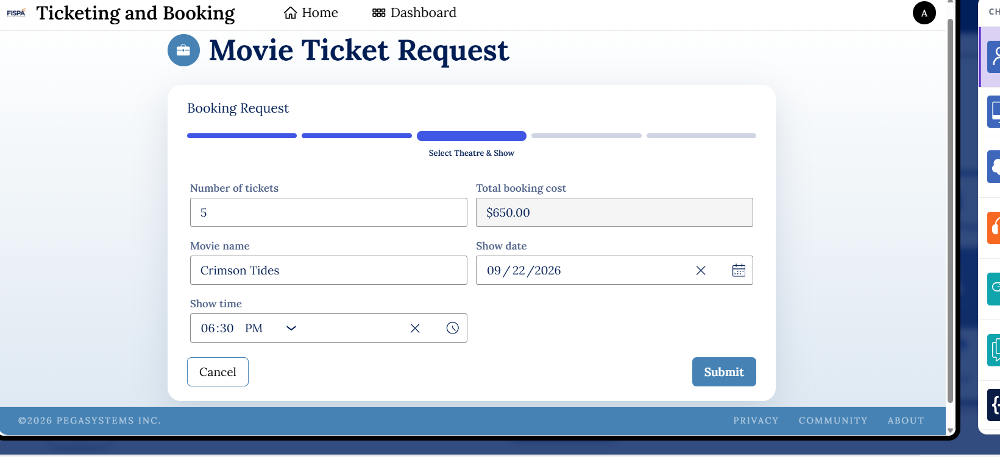 FISPA Ticketing and Booking Home Dashboard A
Movie Ticket Request
Booking Request
Select Theatre & Show
Number of tickets Total booking cost
5 $650.00
Movie name Show date
Crimson Tides 09/22/2026
Show time
06:30 PM
Cancel Submit
©2026 PEGASYSTEMS INC. PRIVACY COMMUNITY ABOUT
CH